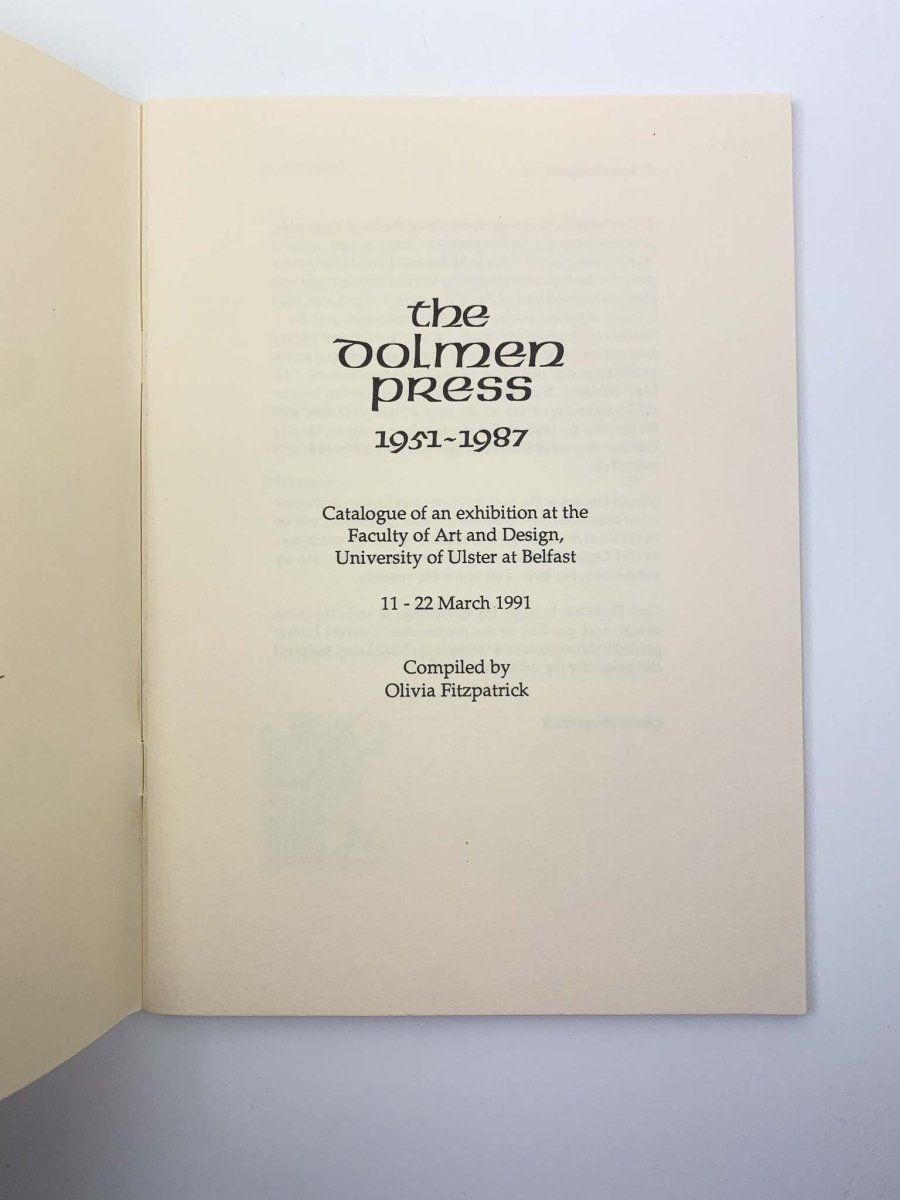 the
dolmen
press
1951~1987
Catalogue of an exhibition at the
Faculty of Art and Design,
University of Ulster at Belfast
11 - 22 March 1991
Compiled by
Olivia Fitzpatrick